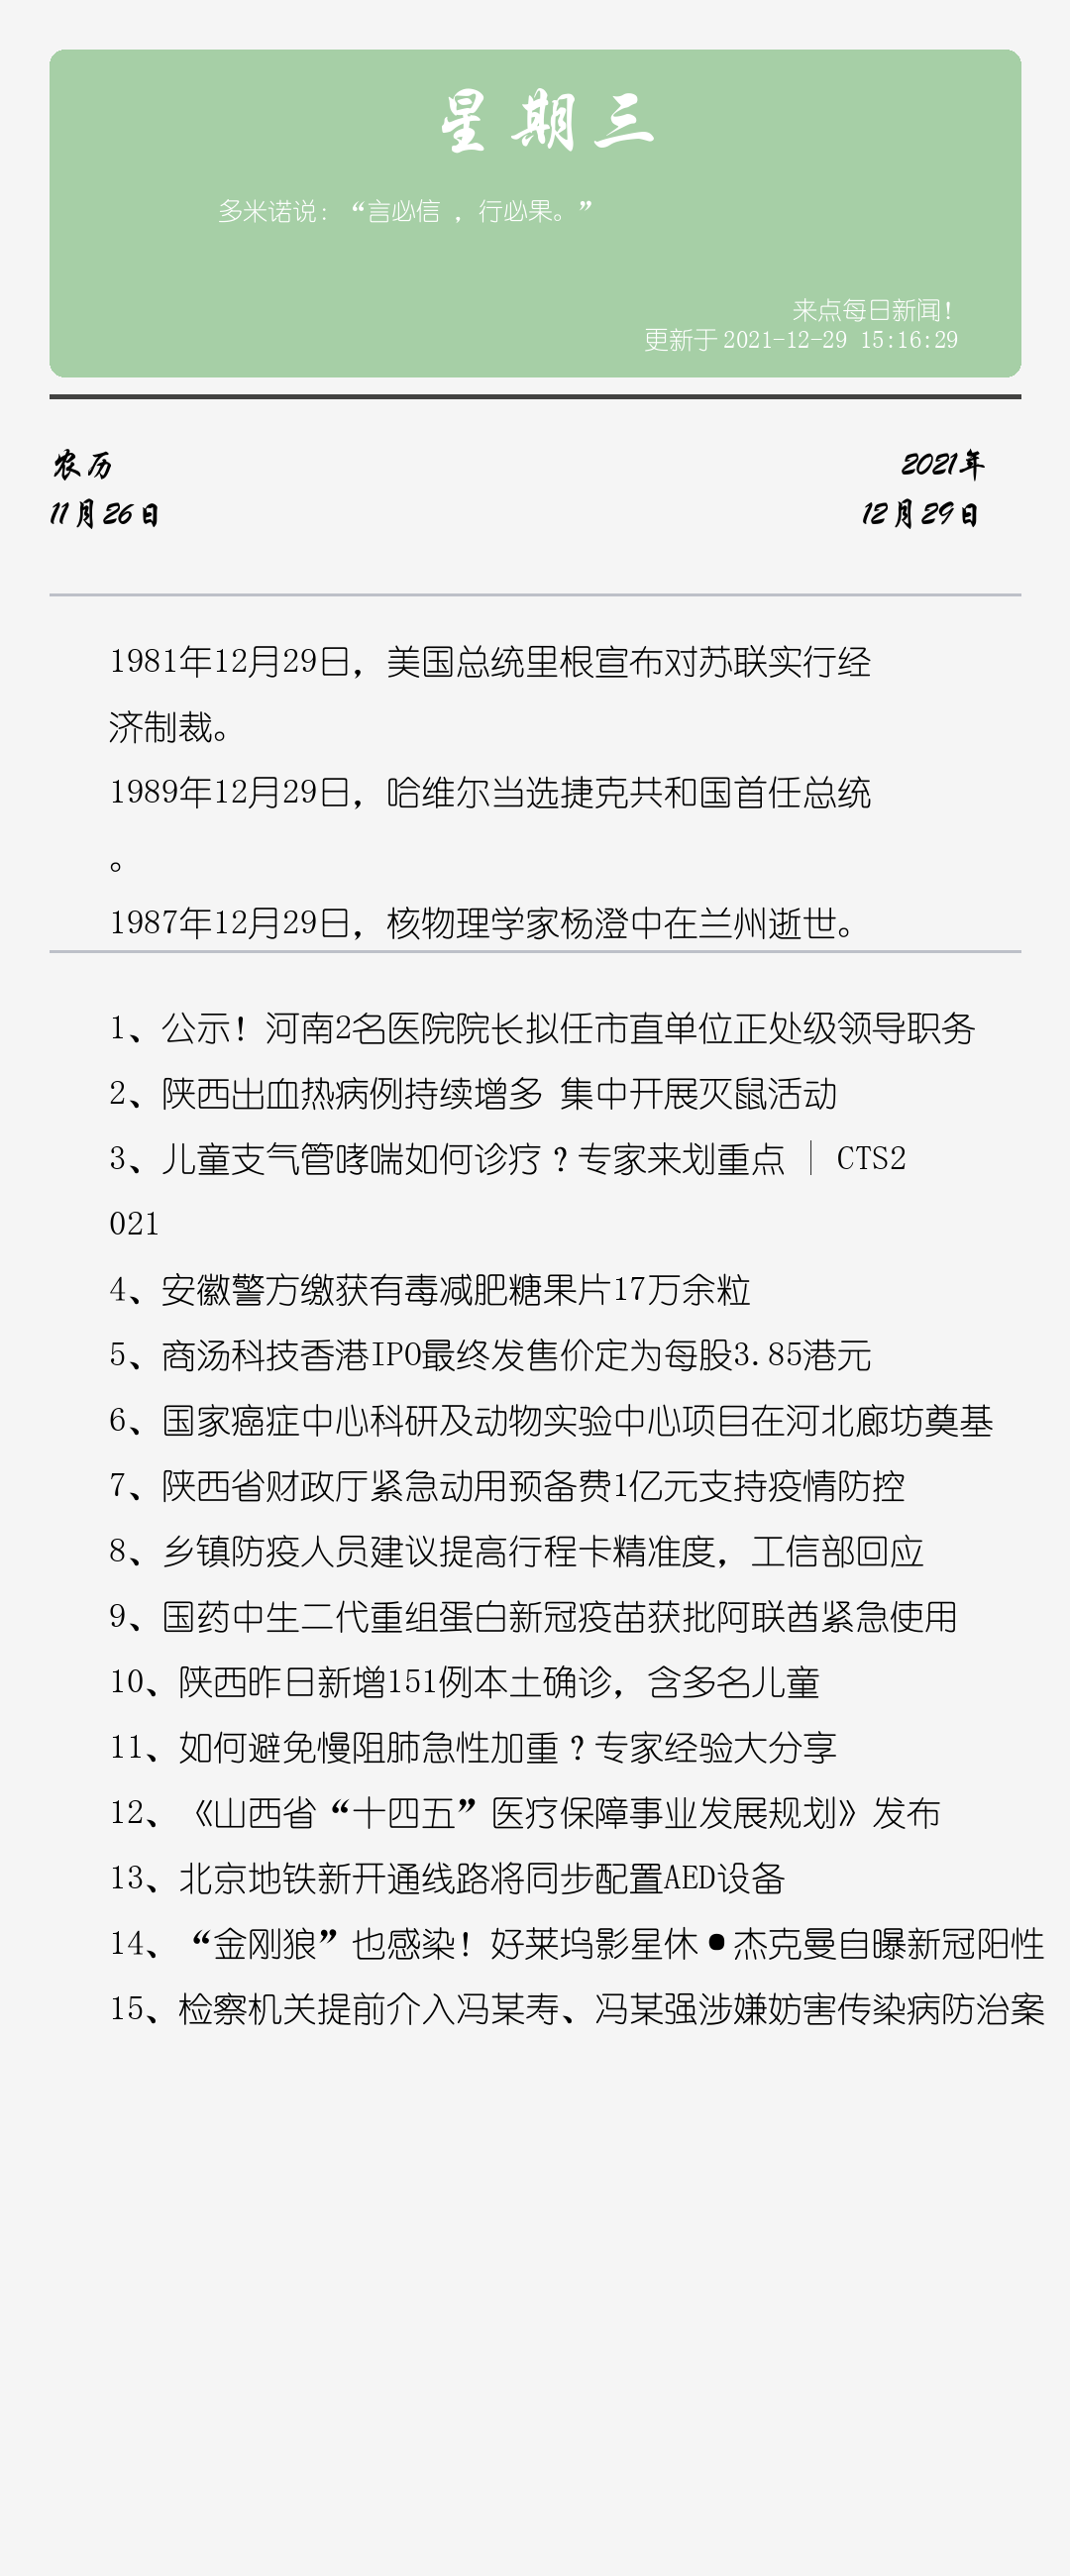 星期三
多米诺说：“言必信 ，行必果。”
来点每日新闻！
更新于 2021-12-29 15:16:29
农历
11月26日
2021年
12月29日
1981年12月29日，美国总统里根宣布对苏联实行经
济制裁。
1989年12月29日，哈维尔当选捷克共和国首任总统
。
1987年12月29日，核物理学家杨澄中在兰州逝世。
1、公示！河南2名医院院长拟任市直单位正处级领导职务
2、陕西出血热病例持续增多 集中开展灭鼠活动
3、儿童支气管哮喘如何诊疗？专家来划重点 | CTS2
021
4、安徽警方缴获有毒减肥糖果片17万余粒
5、商汤科技香港IPO最终发售价定为每股3.85港元
6、国家癌症中心科研及动物实验中心项目在河北廊坊奠基
7、陕西省财政厅紧急动用预备费1亿元支持疫情防控
8、乡镇防疫人员建议提高行程卡精准度，工信部回应
9、国药中生二代重组蛋白新冠疫苗获批阿联酋紧急使用
10、陕西昨日新增151例本土确诊，含多名儿童
11、如何避免慢阻肺急性加重？专家经验大分享
12、《山西省“十四五”医疗保障事业发展规划》发布
13、北京地铁新开通线路将同步配置AED设备
14、“金刚狼”也感染！好莱坞影星休•杰克曼自曝新冠阳性
15、检察机关提前介入冯某寿、冯某强涉嫌妨害传染病防治案